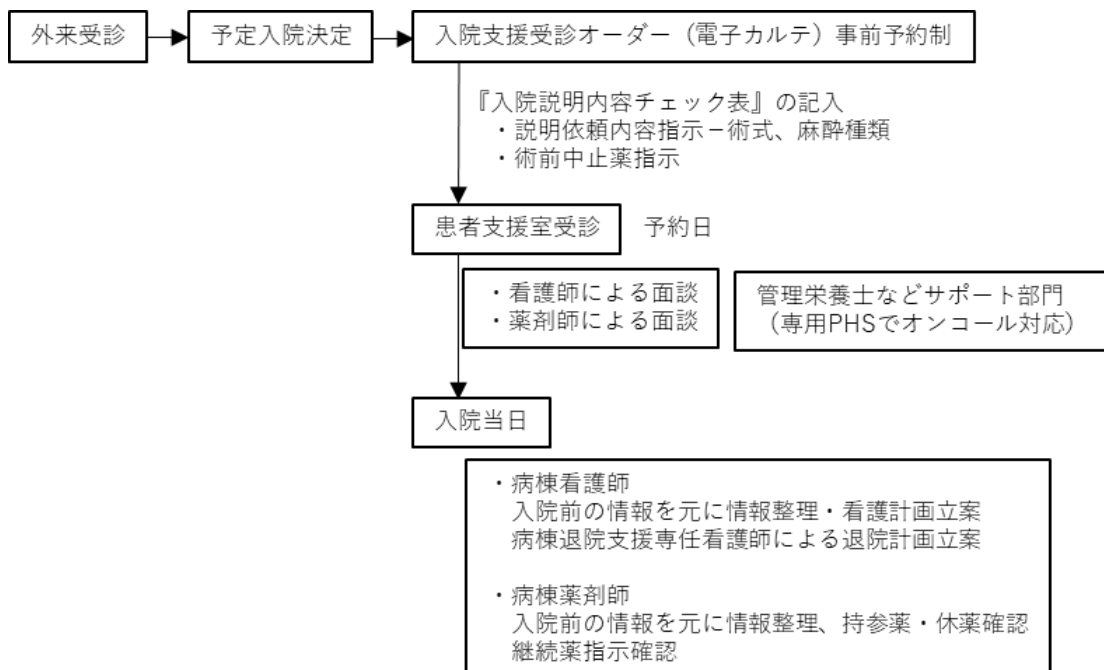 外来受診
予定入院決定
入院支援受診オーダー（電子カルテ）事前予約制
『入院説明内容チェック表』の記入
・説明依頼内容指示－術式、麻酔種類
・術前中止薬指示
患者支援室受診
予約日
・看護師による面談
・薬剤師による面談
管理栄養士などサポート部門
（専用PHSでオンコール対応）
入院当日
・病棟看護師
入院前の情報を元に情報整理・看護計画立案
病棟退院支援専任看護師による退院計画立案
・病棟薬剤師
入院前の情報を元に情報整理、持参薬・休薬確認
継続薬指示確認